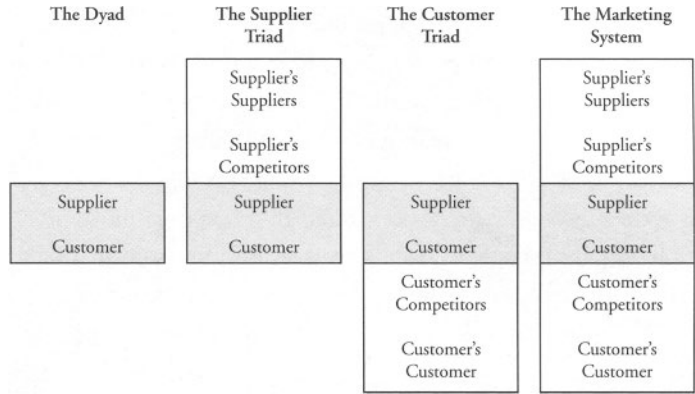 The Dyad
The Supplier
Triad
The Customer
Triad
The Marketing
System
Supplier
Customer
Supplier's
Suppliers
Supplier's
Competitors
Supplier
Customer
Supplier
Customer
Customer's
Competitors
Customer's
Customer
Supplier's
Suppliers
Supplier's
Competitors
Supplier
Customer
Customer's
Competitors
Customer's
Customer